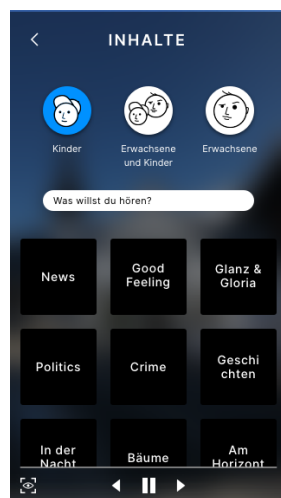 INHALTE
Kinder
Erwachsene
und Kinder
Erwachsene
Was willst du hören?
News
Good
Feeling
Glanz &
Gloria
Politics
Crime
Geschi
chten
In der
Nacht
Bäume
Am
Horizont